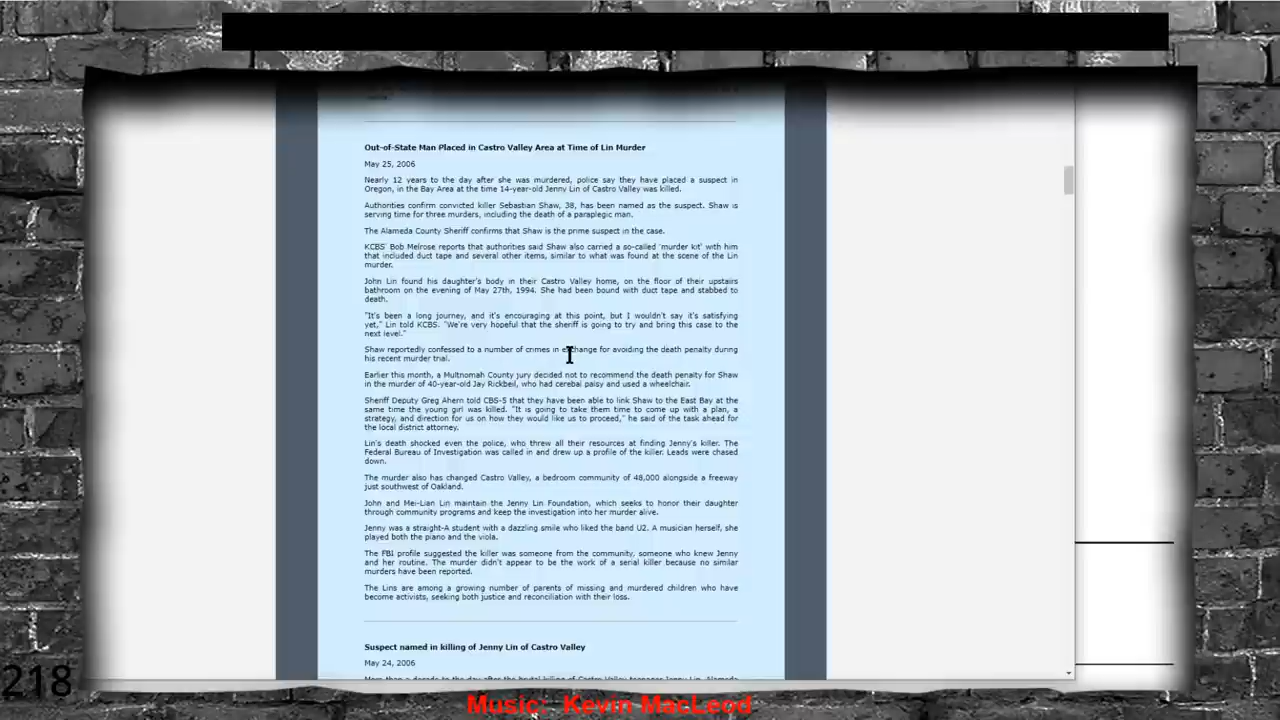 Out-of-State Man Placed in Castro Valley Area at Time of Lin Murder
May 25, 2006
Nearly 12 years to the day after she was murdered, police say they have placed a suspect in
Oregon, in the Bay Area at the time 14-year-old Jenny Lin of Castro Valley was killed.
Authorities confirm convicted killer Sebastian Shaw, 38, has been named as the suspect. Shaw is
serving time for three murders, including the death of a paraplegic man.
The Alameda County Sheriff confirms that Shaw is the prime suspect in the case.
KCBS' Bob Melrose reports that authorities said Shaw also carried a so-called 'murder kit' with him
that included duct tape and several other items, similar to what was found at the scene of the Lin
murder.
John Lin found his daughter's body in their Castro Valley home, on the floor of their upstairs
bathroom on the evening of May 27th, 1994. She had been bound with duct tape and stabbed to
death.
"It's been a long journey, and it's encouraging at this point, but I wouldn't say it's satisfying
yet," Lin told KCBS. "We're very hopeful that the sheriff is going to try and bring this case to the
next level."
Shaw reportedly confessed to a number of crimes in exchange for avoiding the death penalty during
his recent murder trial.
Earlier this month, a Multnomah County jury decided not to recommend the death penalty for Shaw
in the murder of 40-year-old Jay Rickbeil, who had cerebal palsy and used a wheelchair.
Sheriff Deputy Greg Ahern told CBS-5 that they have been able to link Shaw to the East Bay at the
same time the young girl was killed. "It is going to take them time to come up with a plan, a
strategy, and direction for us on how they would like us to proceed," he said of the task ahead for
the local district attorney.
Lin's death shocked even the police, who threw all their resources at finding Jenny's killer. The
Federal Bureau of Investigation was called in and drew up a profile of the killer. Leads were chased
down.
The murder also has changed Castro Valley, a bedroom community of 48,000 alongside a freeway
just southwest of Oakland.
John and Mei-Lian Lin maintain the Jenny Lin Foundation, which seeks to honor their daughter
through community programs and keep the investigation into her murder alive.
Jenny was a straight-A student with a dazzling smile who liked the band U2. A musician herself, she
played both the piano and the viola.
The FBI profile suggested the killer was someone from the community, someone who knew Jenny
and her routine. The murder didn't appear to be the work of a serial killer because no similar
murders have been reported.
The Lins are among a growing number of parents of missing and murdered children who have
become activists, seeking both justice and reconciliation with their loss.
Suspect named in killing of Jenny Lin of Castro Valley
May 24, 2006
More than a decade to the day after the brutal killing of Castro Valley teenager Jenny Lin, Alameda
218
Music: Kevin MacLeod